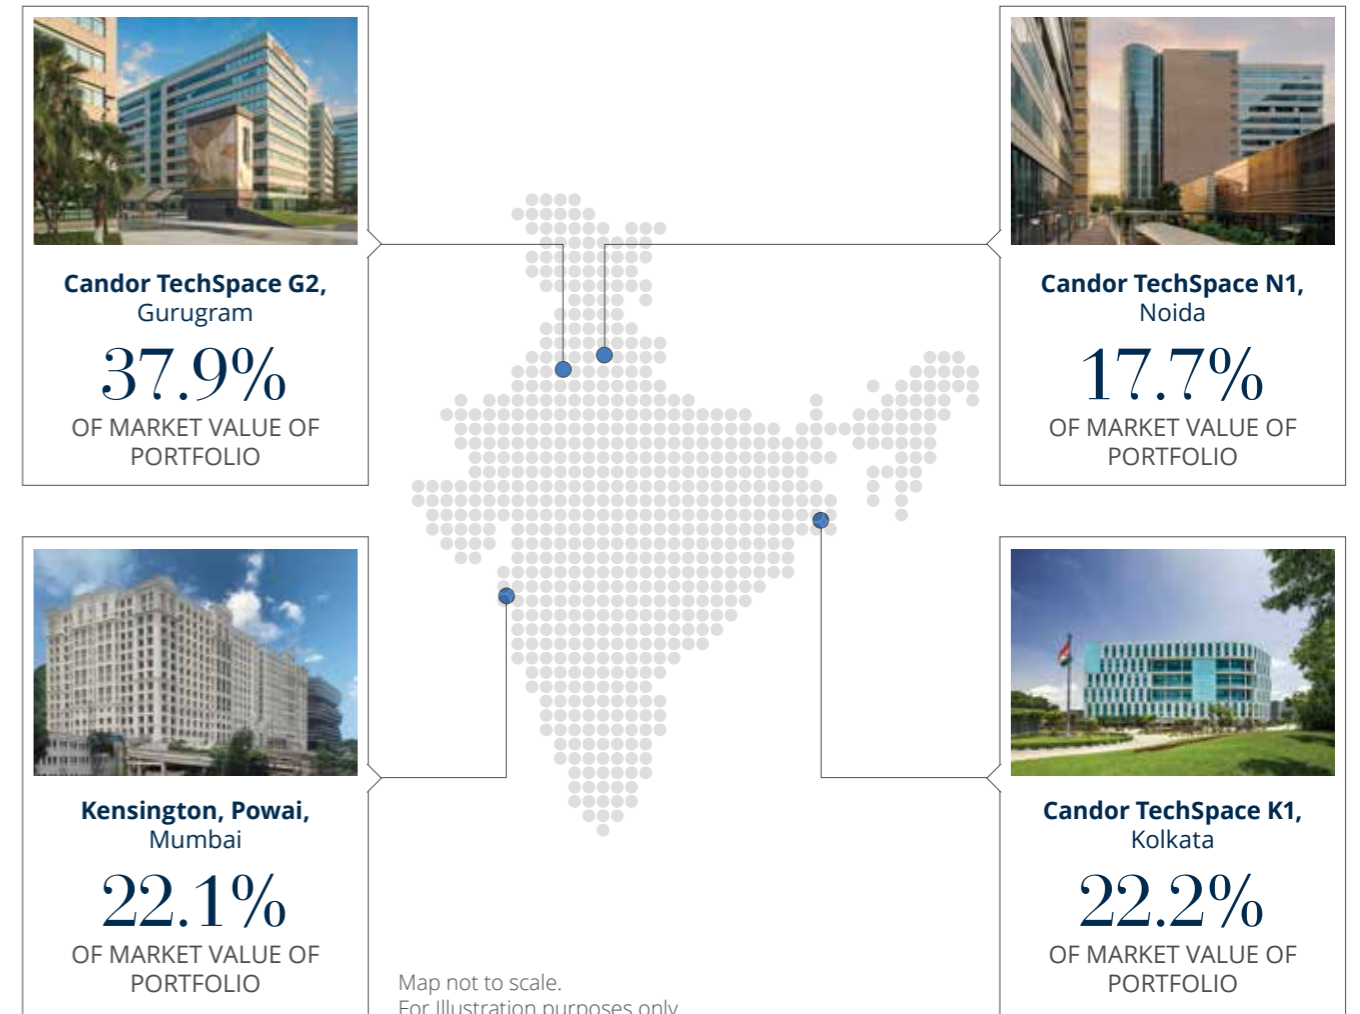 Candor TechSpace G2,
Gurugram
37.9%
OF MARKET VALUE OF
PORTFOLIO
Candor TechSpace N1,
Noida
17.7%
OF MARKET VALUE OF
PORTFOLIO
Kensington, Powai,
Mumbai
22.1%
OF MARKET VALUE OF
PORTFOLIO
Candor TechSpace K1,
Kolkata
22.2%
OF MARKET VALUE OF
PORTFOLIO
Map not to scale.
For Illustration purposes only